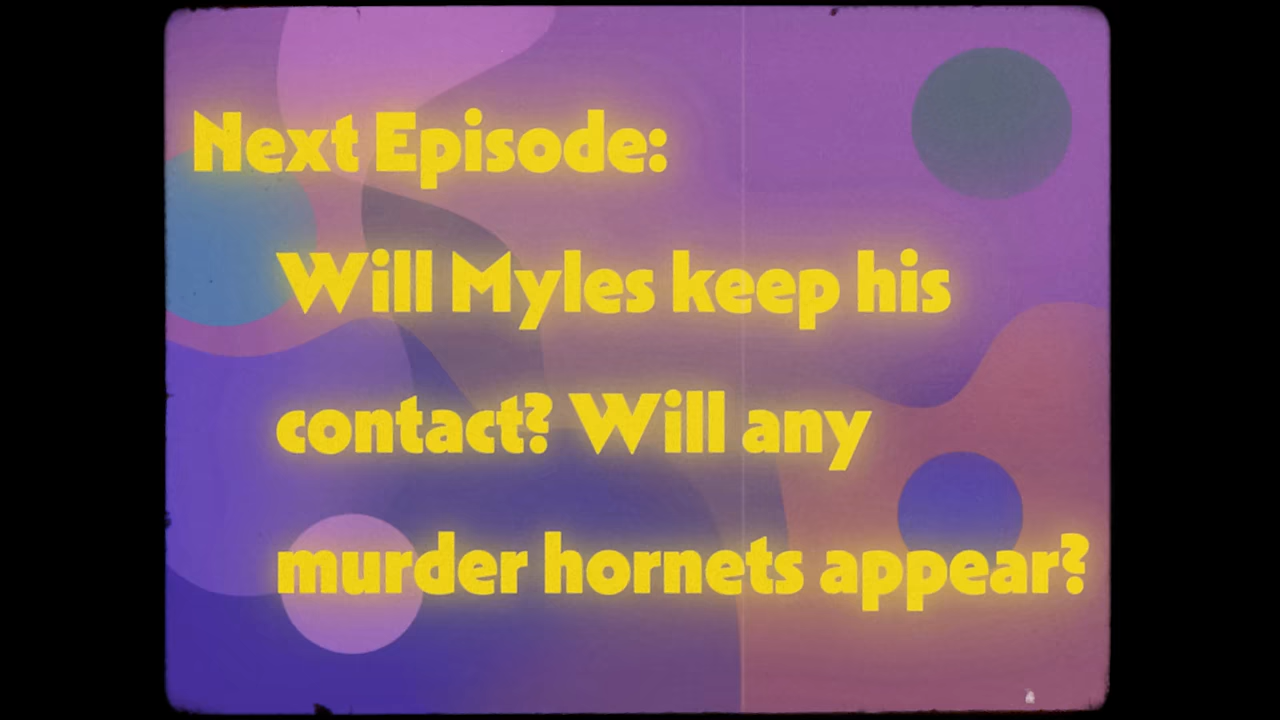 Next Episode:
Will Myles keep his
contact? Will any
murder hornets appear?